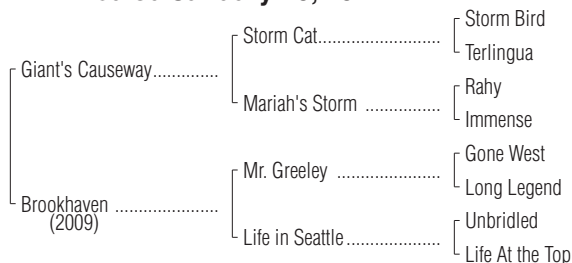 Storm Bird
Storm Cat........................
Terlingua
Giant's Causeway.............
Rahy
Mariah's Storm ...............
Immense
Gone West
Mr. Greeley ....................
Long Legend
Brookhaven ....................
(2009)
Unbridled
Life in Seattle................
Life At the Top